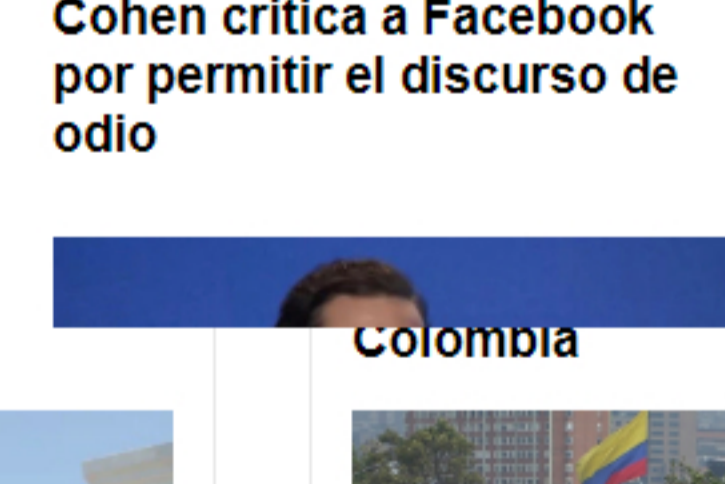 Cohen critica a Facebook
por permitir el discurso de
odio
Colombia